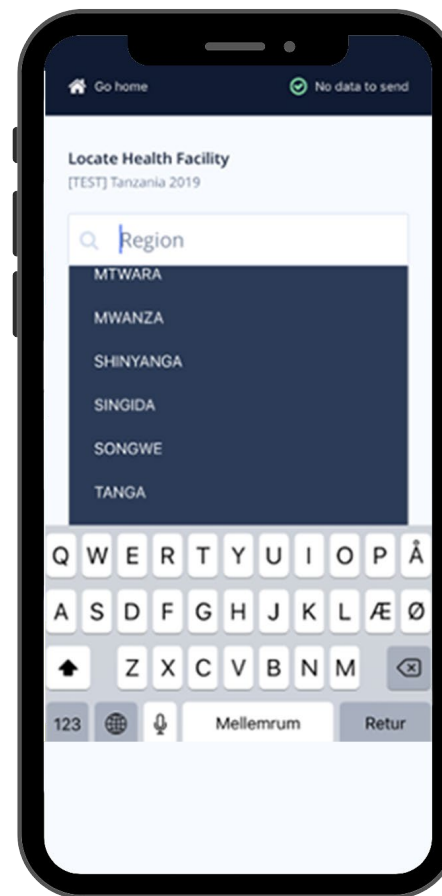 Go home No data to send
Locate Health Facility
[TEST] Tanzania 2019
Region
MTWARA
MWANZA
SHINYANGA
SINGIDA
SONGWE
TANGA
Q W E R T Y U I O P Å
A S D F G H J K L Æ Ø
Z X C V B N M
123 Mellemrum Retur